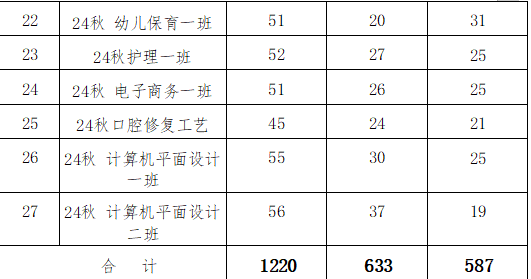 22 24秋 幼儿保育一班 51 20 31
23 24秋护理一班 52 27 25
24 24秋 电子商务一班 51 26 25
25 24秋口腔修复工艺 45 24 21
26 24秋 计算机平面设计 55 30 25
一班
27 24秋 计算机平面设计 56 37 19
二班
合 计 1220 633 587